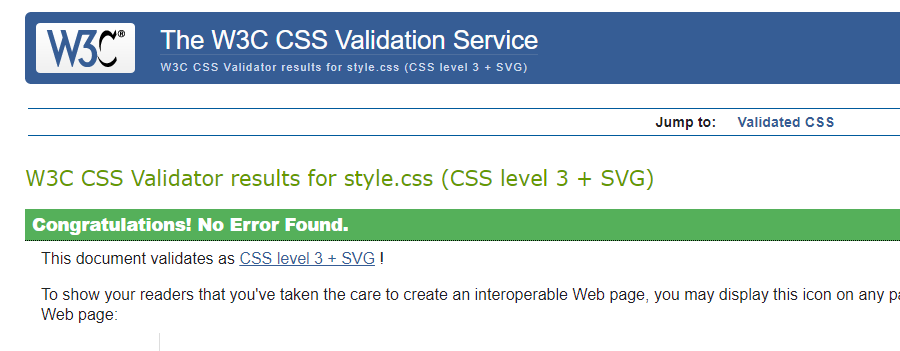 W3C®
The W3C CSS Validation Service
W3C CSS Validator results for style.css (CSS level 3 + SVG)
Jump to: Validated CSS
W3C CSS Validator results for style.css (CSS level 3 + SVG)
Congratulations! No Error Found.
This document validates as CSS level 3 + SVG !
To show your readers that you've taken the care to create an interoperable Web page, you may display this icon on any
Web page: